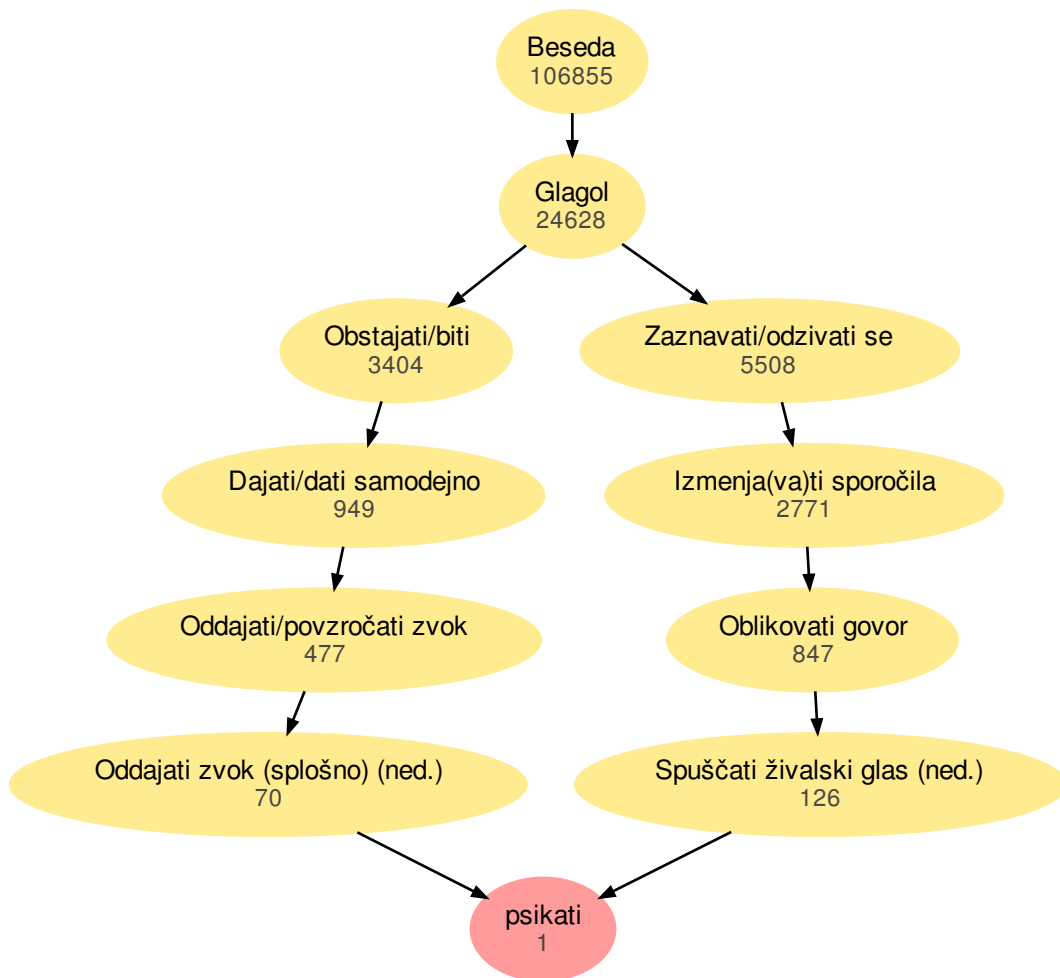 Beseda
106855
Glagol
24628
Obstajati/biti
3404
Zaznavati/odzivati se
5508
Dajati/dati samodejno
949
Izmenja(va)ti sporočila
2771
Oddajati/povzročati zvok
477
Oblikovati govor
847
Oddajati zvok (splošno) (ned.)
70
Spuščati živalski glas (ned.)
126
psikati
1